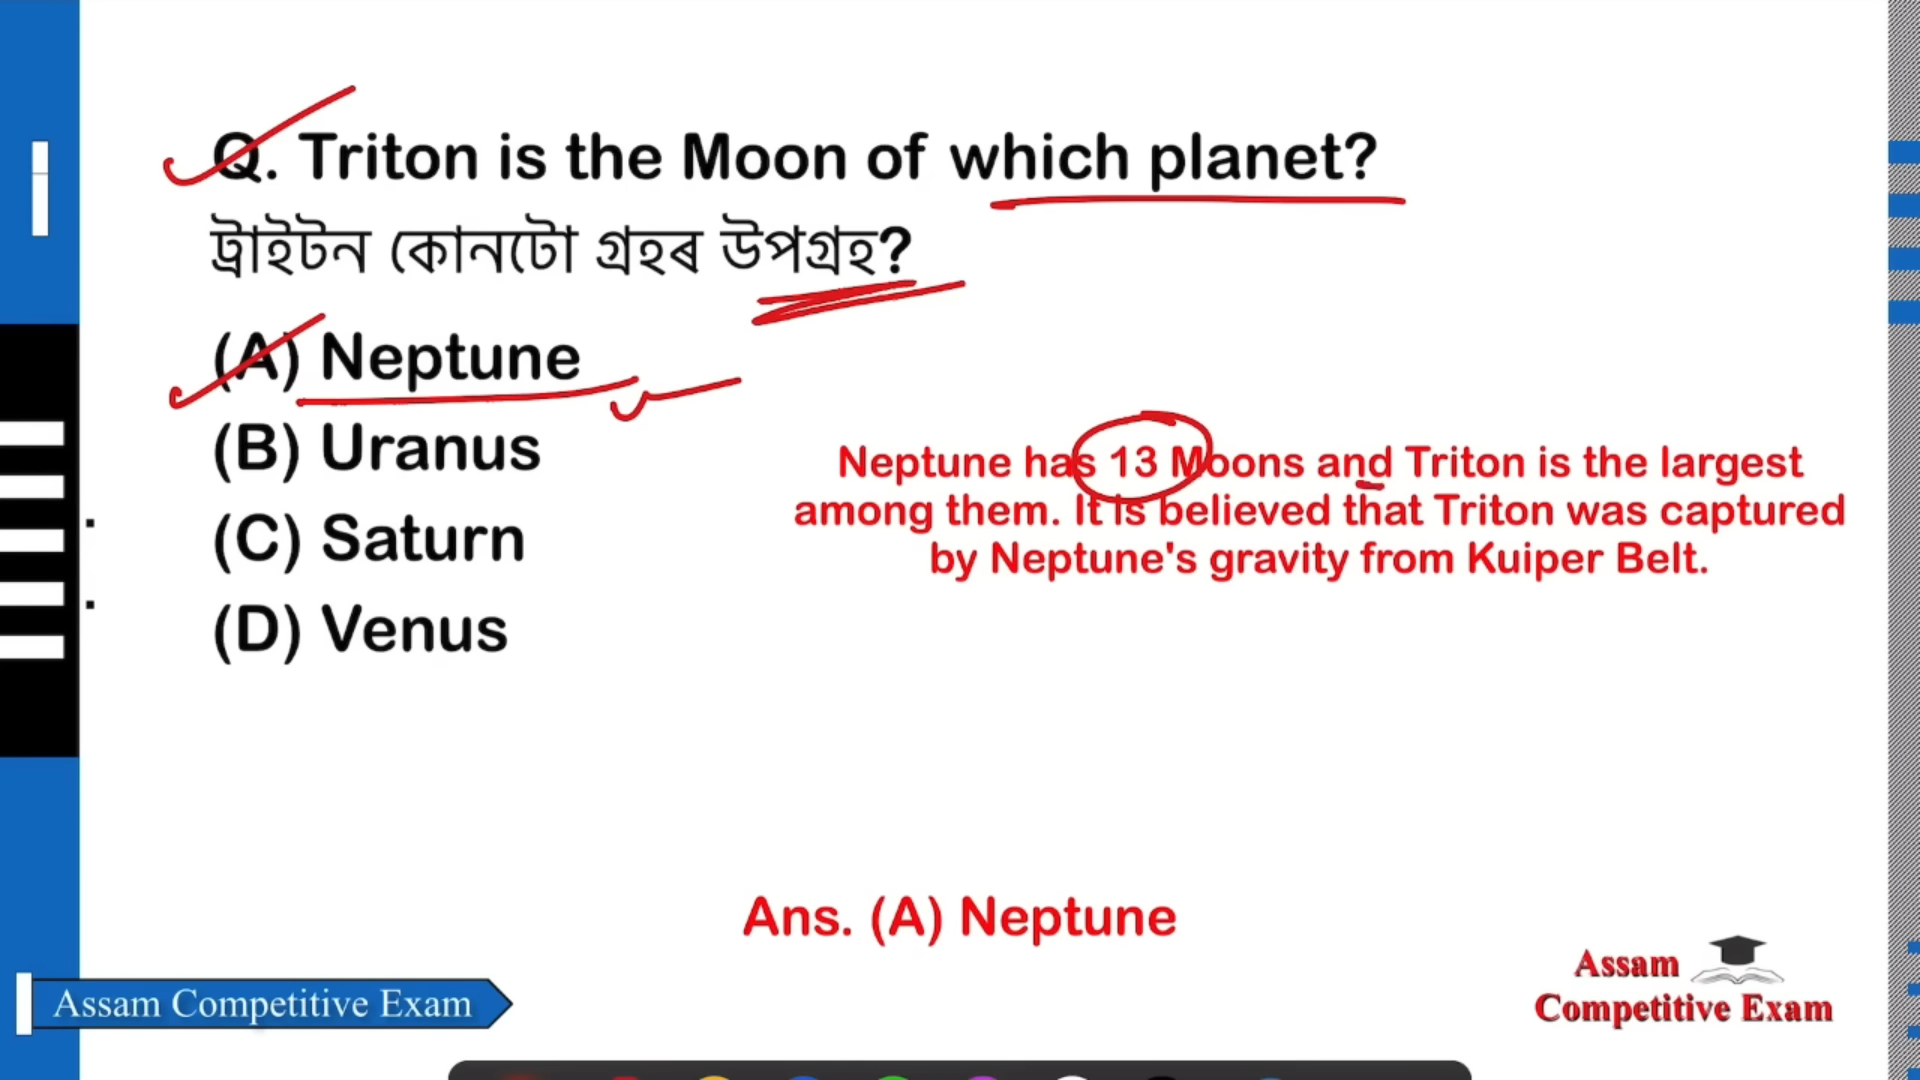 Q. Triton is the Moon of which planet?
ট্ৰাইটন কোনটো গ্ৰহৰ উপগ্ৰহ?
(A) Neptune
(B) Uranus
(C) Saturn
(D) Venus
Neptune has 13 Moons and Triton is the largest
among them. It is believed that Triton was captured
by Neptune's gravity from Kuiper Belt.
Ans. (A) Neptune
Assam Competitive Exam
Assam
Competitive Exam